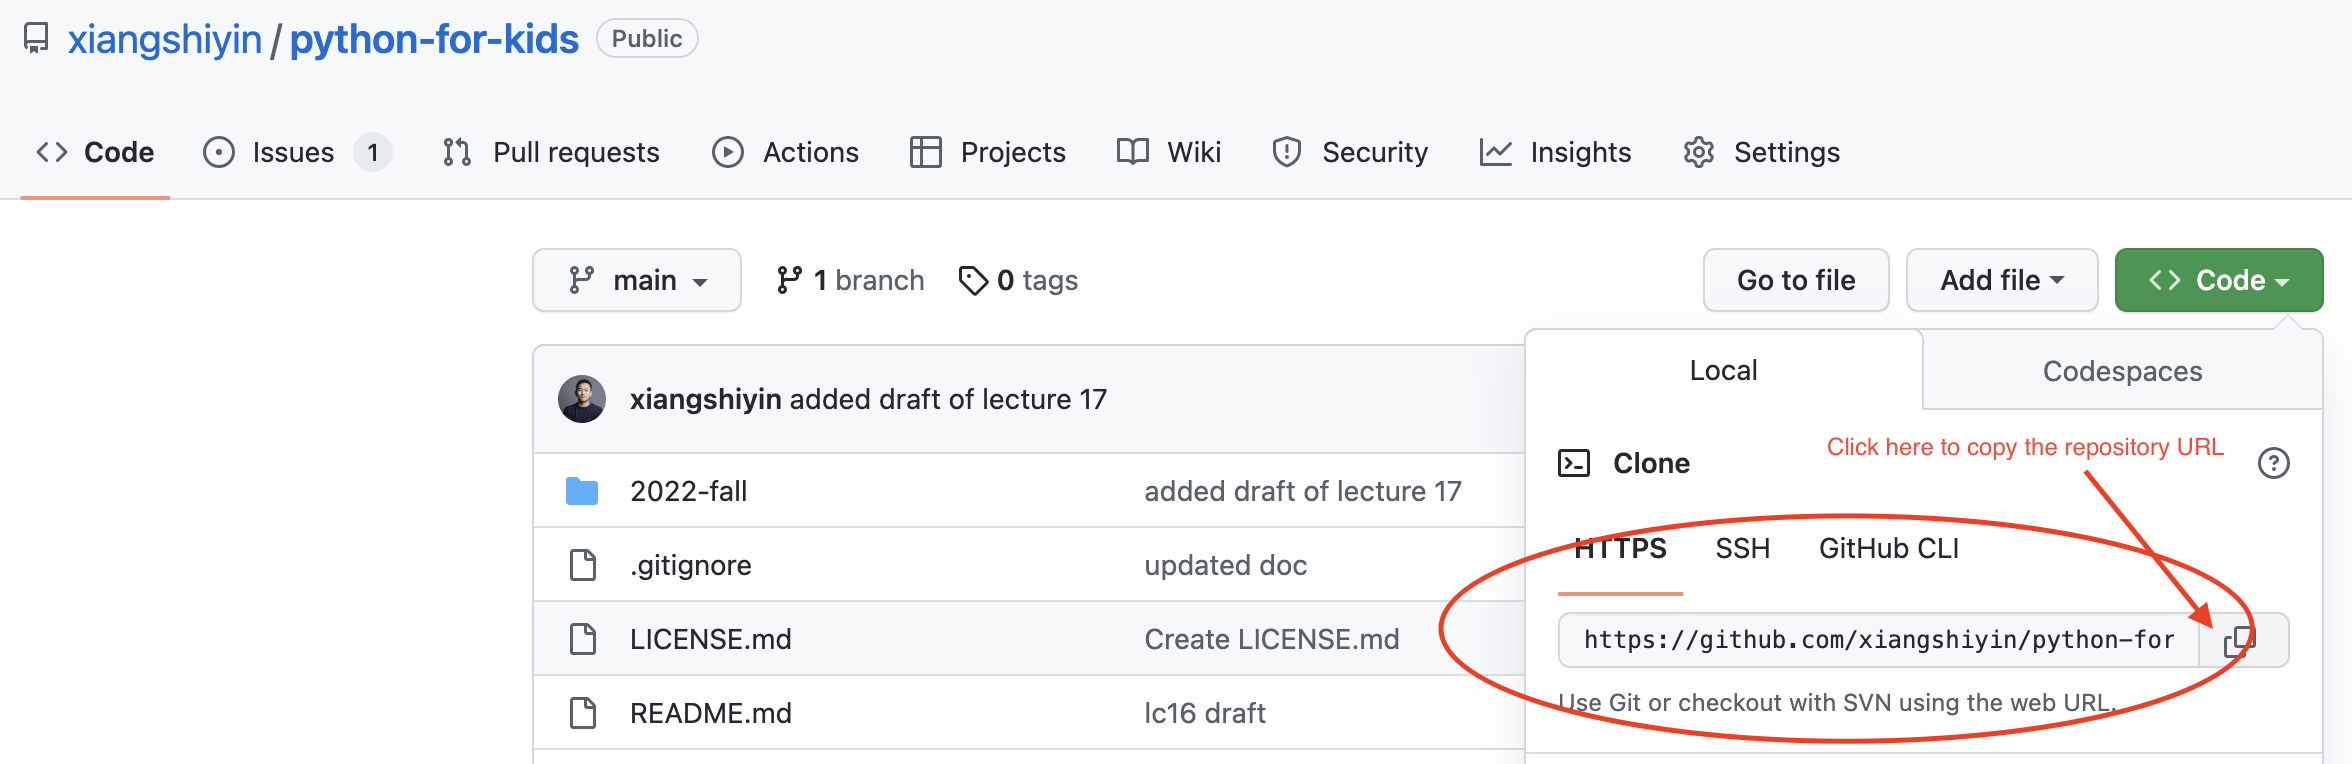 xiangshiyin / python-for-kids Public
Code Issues 1 Pull requests Actions Projects Wiki Security Insights Settings
main 1 branch 0 tags Go to file Add file Code
Local Codespaces
xiangshiyin added draft of lecture 17
Click here to copy the repository URL
Clone
2022-fall added draft of lecture 17
HTTPS SSH GitHub CLI
.gitignore updated doc
LICENSE.md Create LICENSE.md
https://github.com/xiangshiyin/python-for
Use Git or checkout with SVN using the web URL.
README.md lc16 draft